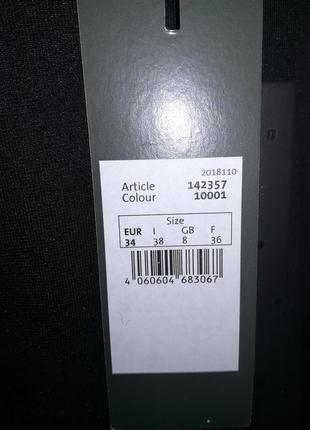 2018110
Article 142357
Colour 10001
Size
EUR I GB F
34 38 8 36
4 060604 683067